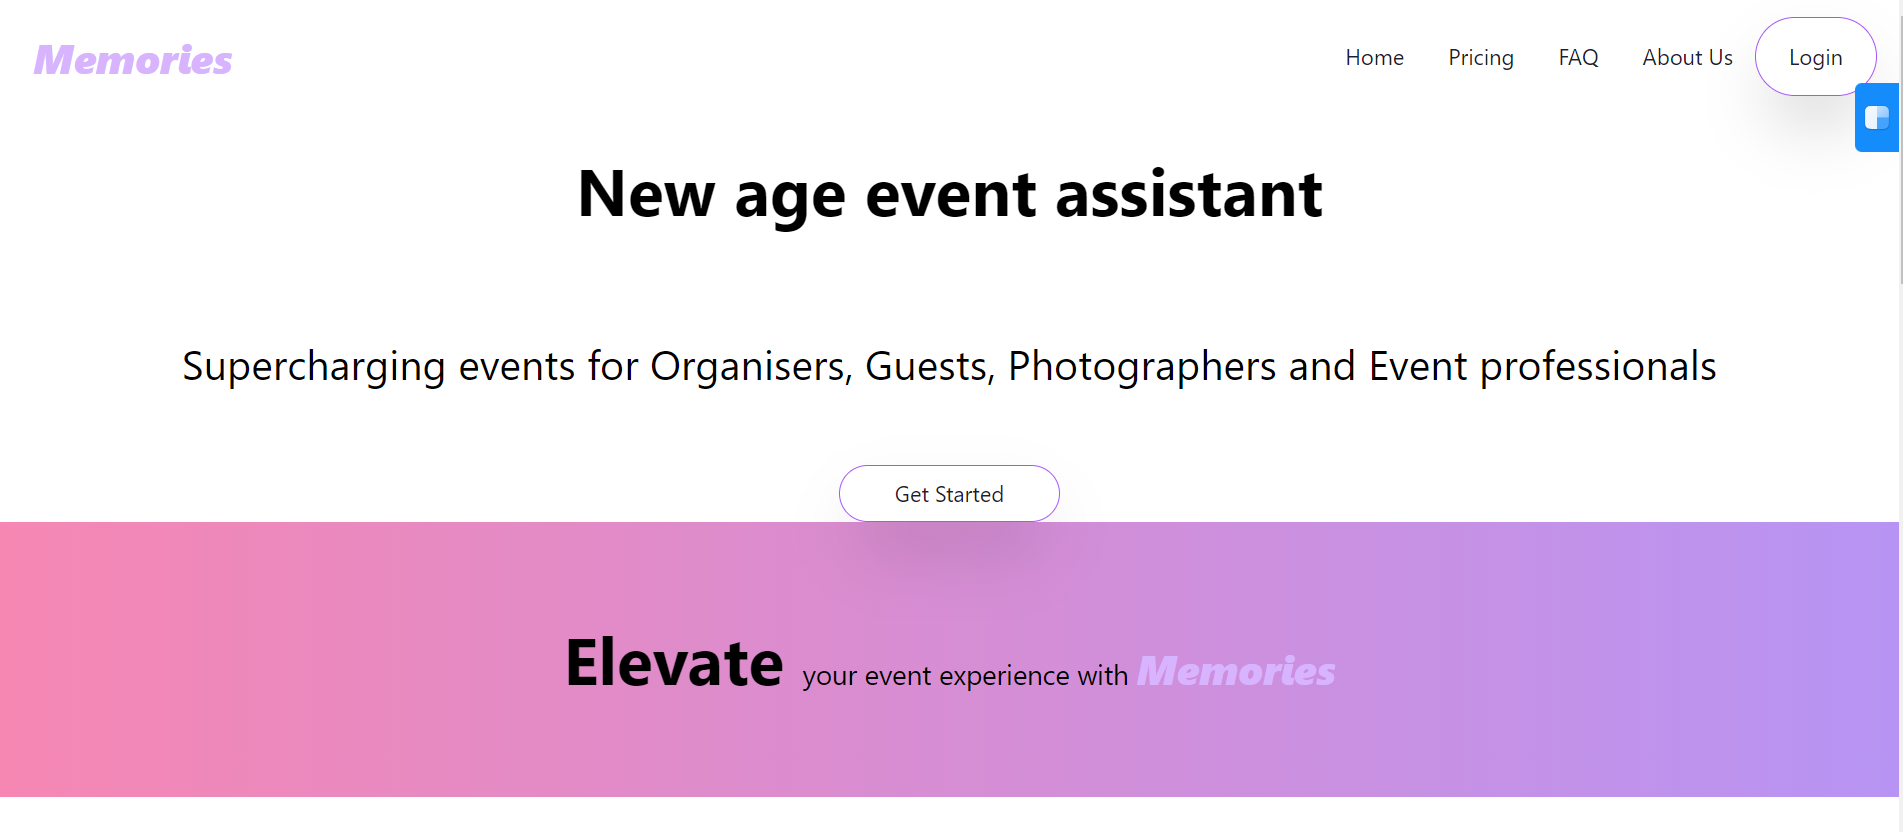 Memories
Home Pricing FAQ About Us Login
New age event assistant
Supercharging events for Organisers, Guests, Photographers and Event professionals
Get Started
Elevate your event experience with Memories